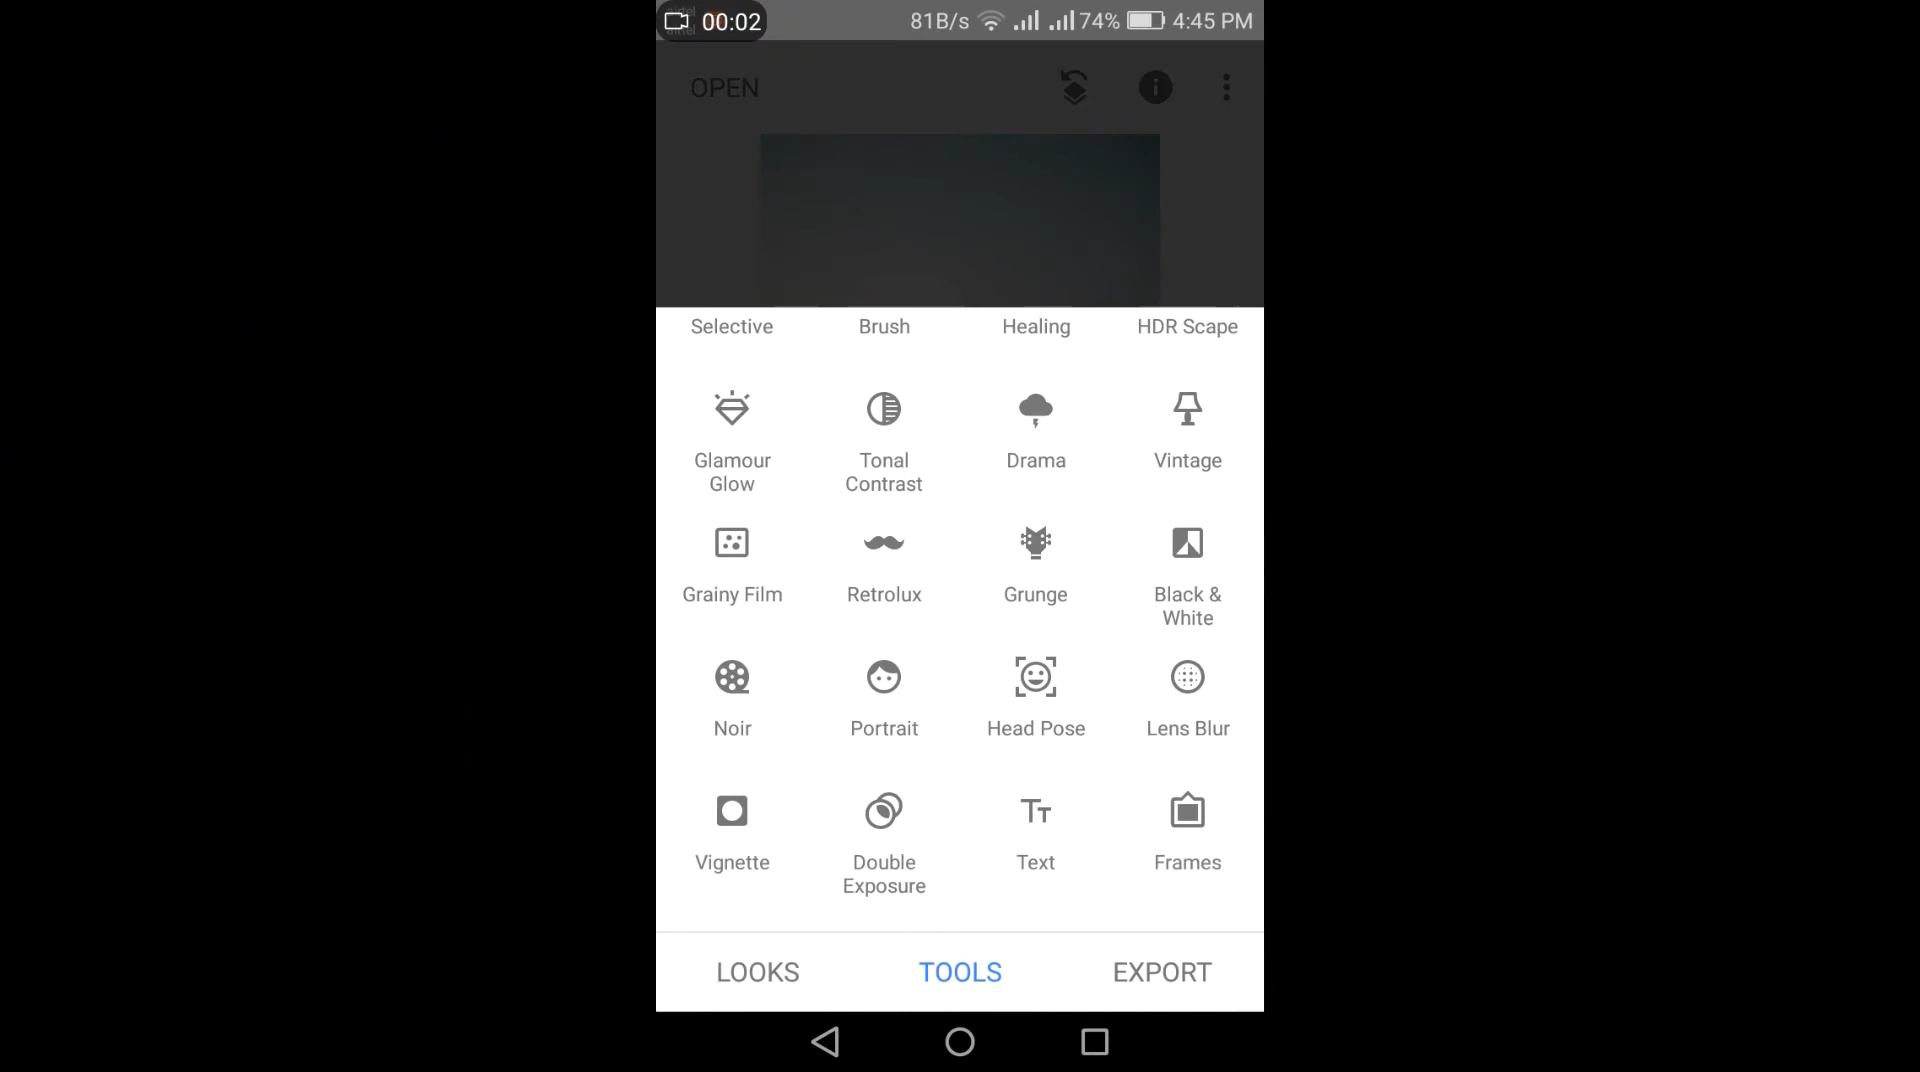 airtel
airtel
00:02 81B/s 74% 4:45 PM
OPEN
Selective Brush Healing HDR Scape
Glamour Glow
Tonal Contrast
Drama
Vintage
Grainy Film
Retrolux
Grunge
Black & White
Noir
Portrait
Head Pose
Lens Blur
Vignette
Double Exposure
Text
Frames
LOOKS TOOLS EXPORT